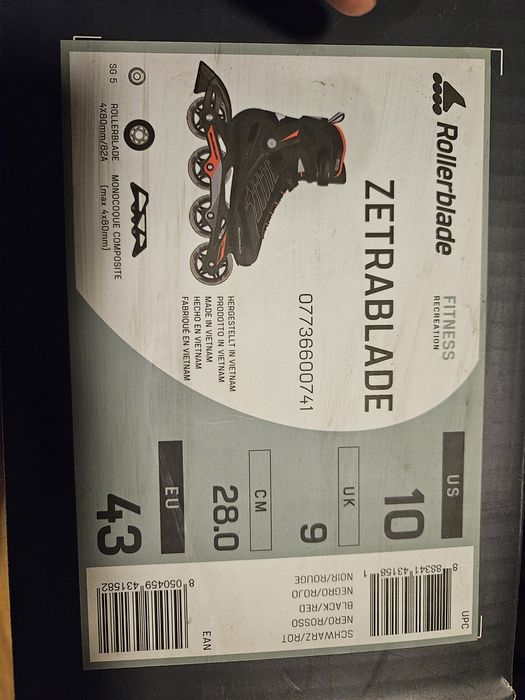 Rollerblade
FITNESS
RECREATION
ZETRABLADE
07736600741
HERGESTELLT IN VIETNAM
PRODOTTO IN VIETNAM
MADE IN VIETNAM
HECHO EN VIETNAM
FABRIQUÉ EN VIETNAM
SG 5
ROLLERBLADE
4X80mm/82A
MONOCOQUE COMPOSITE
(max 4x80mm)
US
10
UK
9
CM
28.0
EU
43
UPC
8 88341 43158 1
SCHWARZ/ROT
NERO/ROSSO
BLACK/RED
NEGRO/ROJO
NOIR/ROUGE
EAN
8 050459 431582